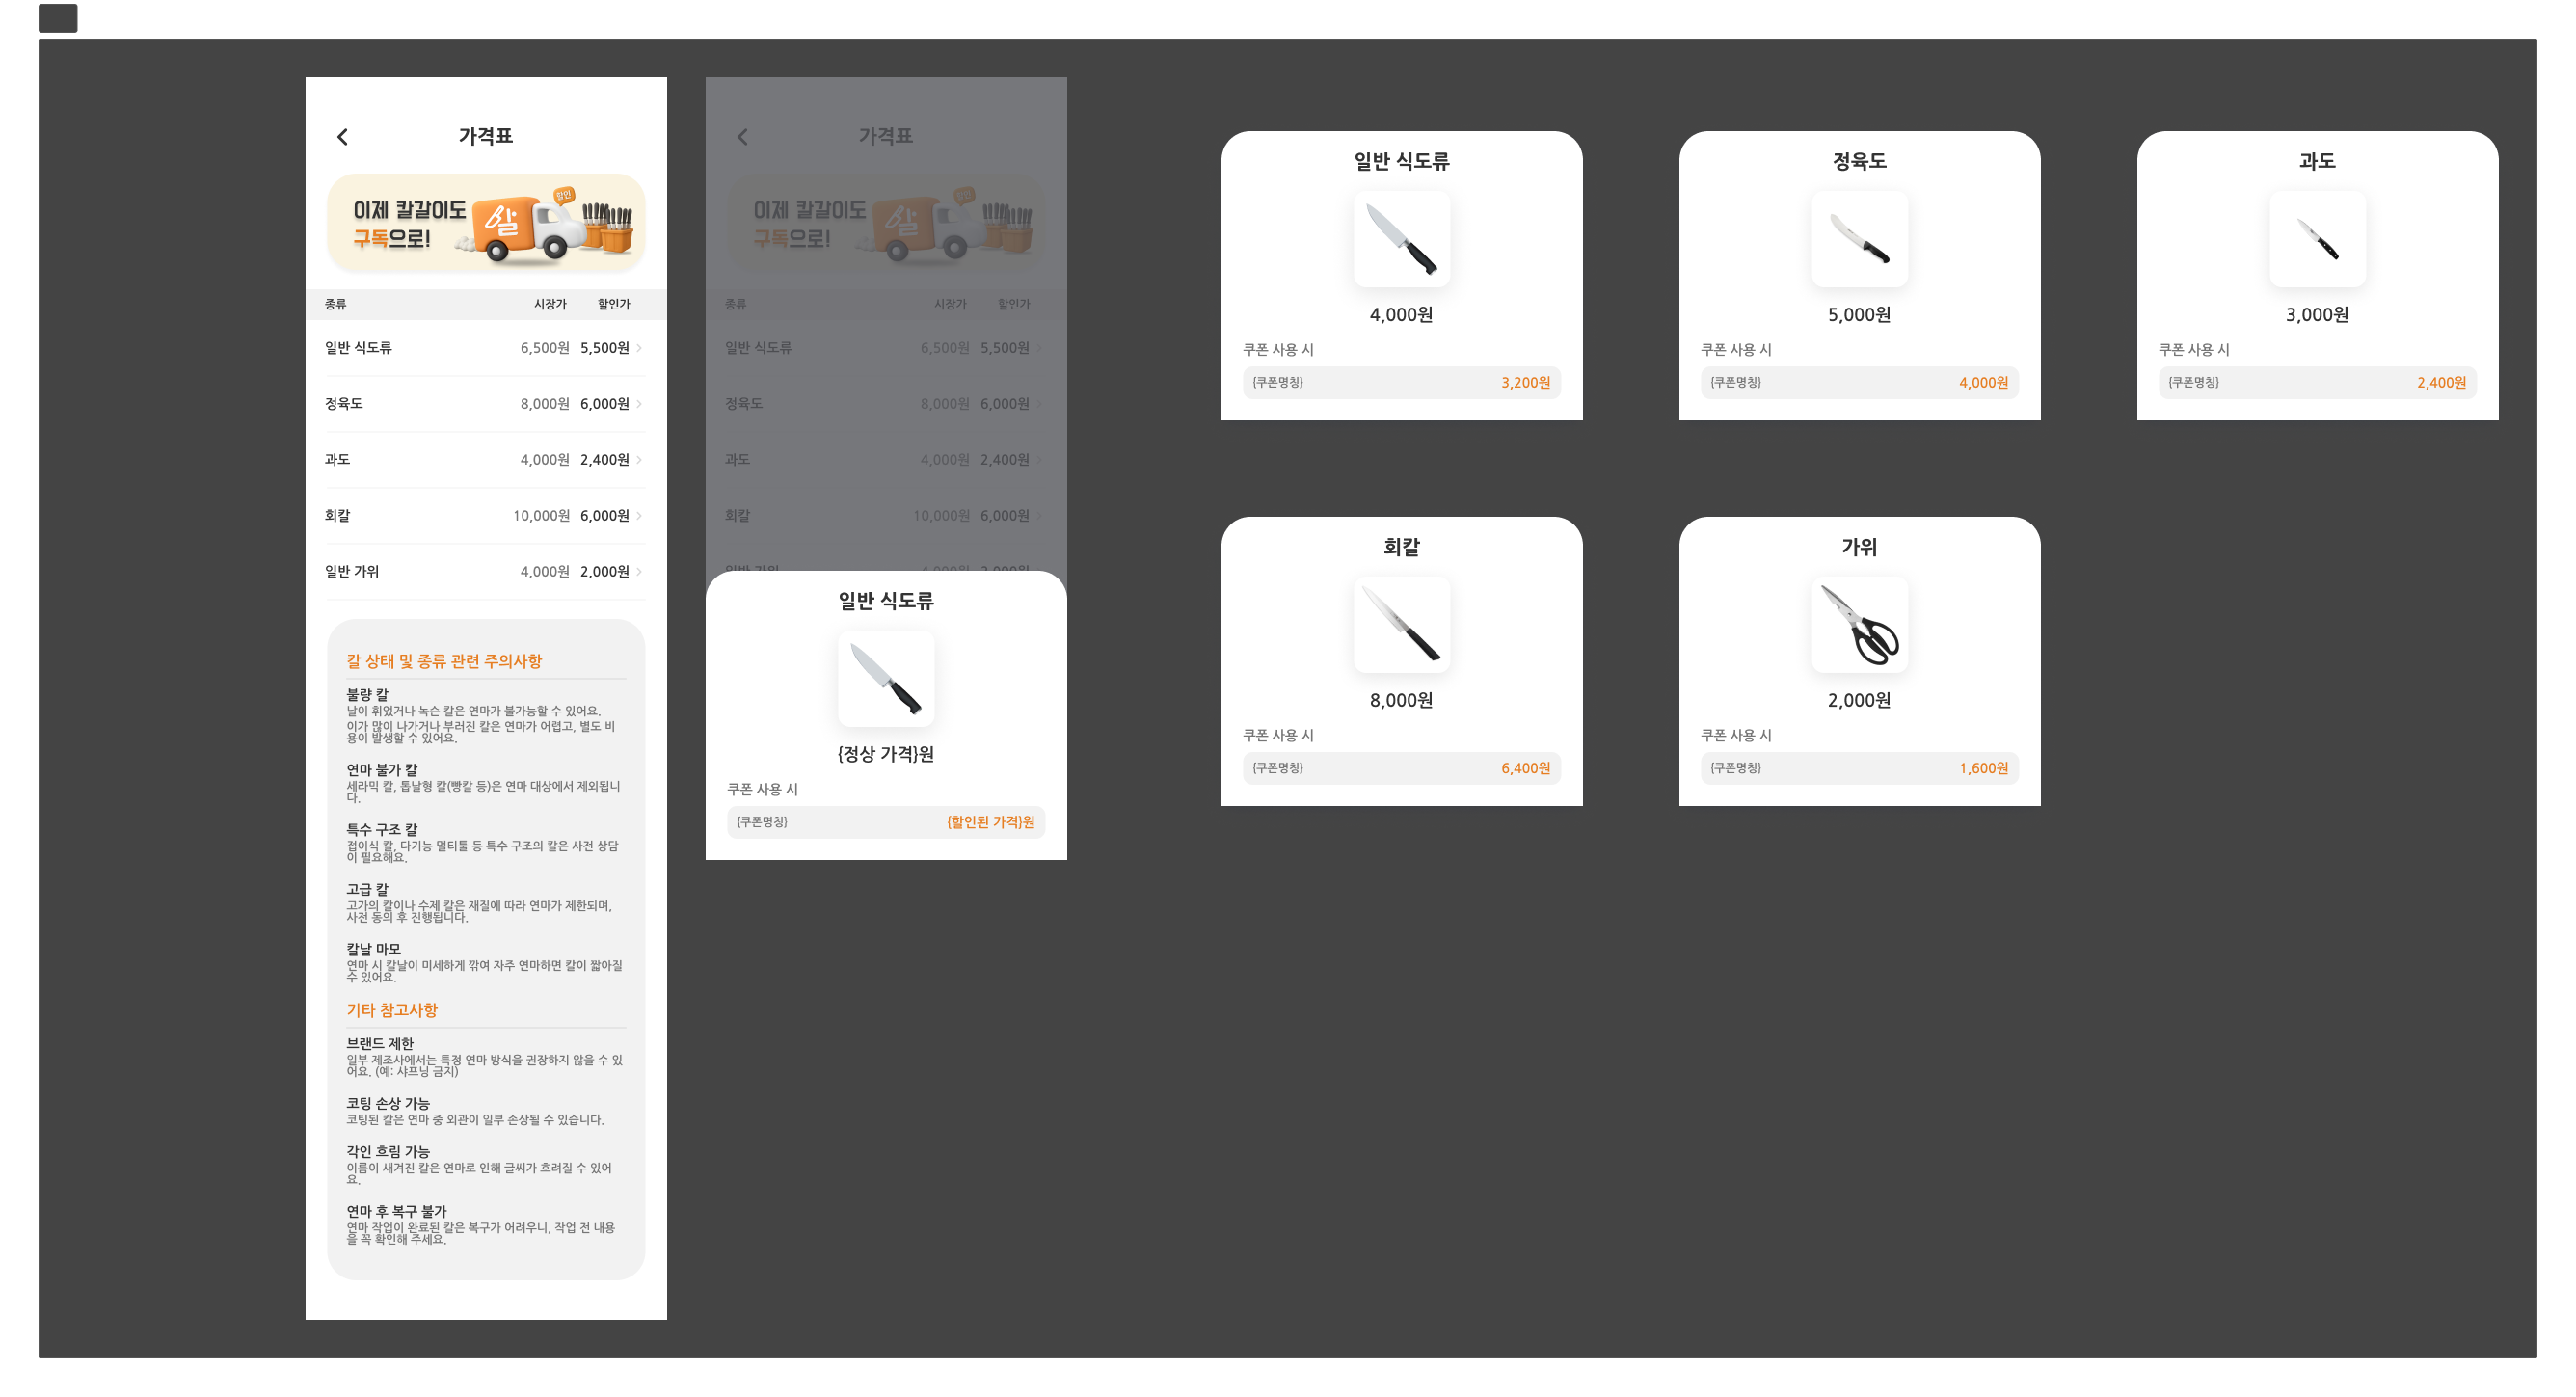 가격표
이제 칼갈이도
구독으로!
할인
칼
종류 시장가 할인가
일반 식도류 6,500원 5,500원
정육도 8,000원 6,000원
과도 4,000원 2,400원
회칼 10,000원 6,000원
일반 가위 4,000원 2,000원
칼 상태 및 종류 관련 주의사항
불량 칼
날이 휘었거나 녹슨 칼은 연마가 불가능할 수 있어요.
이가 많이 나가거나 부러진 칼은 연마가 어렵고, 별도 비
용이 발생할 수 있어요.
연마 불가 칼
세라믹 칼, 톱날형 칼(빵칼 등)은 연마 대상에서 제외됩니
다.
특수 구조 칼
접이식 칼, 다기능 멀티툴 등 특수 구조의 칼은 사전 상담
이 필요해요.
고급 칼
고가의 칼이나 수제 칼은 재질에 따라 연마가 제한되며,
사전 동의 후 진행됩니다.
칼날 마모
연마 시 칼날이 미세하게 깎여 자주 연마하면 칼이 짧아질
수 있어요.
기타 참고사항
브랜드 제한
일부 제조사에서는 특정 연마 방식을 권장하지 않을 수 있
어요. (예: 샤프닝 금지)
코팅 손상 가능
코팅된 칼은 연마 중 외관이 일부 손상될 수 있습니다.
각인 흐림 가능
이름이 새겨진 칼은 연마로 인해 글씨가 흐려질 수 있어
요.
연마 후 복구 불가
연마 작업이 완료된 칼은 복구가 어려우니, 작업 전 내용
을 꼭 확인해 주세요.
가격표
이제 칼갈이도
구독으로!
할인
칼
종류 시장가 할인가
일반 식도류 6,500원 5,500원
정육도 8,000원 6,000원
과도 4,000원 2,400원
회칼 10,000원 6,000원
일반 가위 4,000원 2,000원
일반 식도류
{정상 가격}원
쿠폰 사용 시
{쿠폰명칭} {할인된 가격}원
일반 식도류
4,000원
쿠폰 사용 시
{쿠폰명칭} 3,200원
정육도
5,000원
쿠폰 사용 시
{쿠폰명칭} 4,000원
과도
3,000원
쿠폰 사용 시
{쿠폰명칭} 2,400원
회칼
8,000원
쿠폰 사용 시
{쿠폰명칭} 6,400원
가위
2,000원
쿠폰 사용 시
{쿠폰명칭} 1,600원